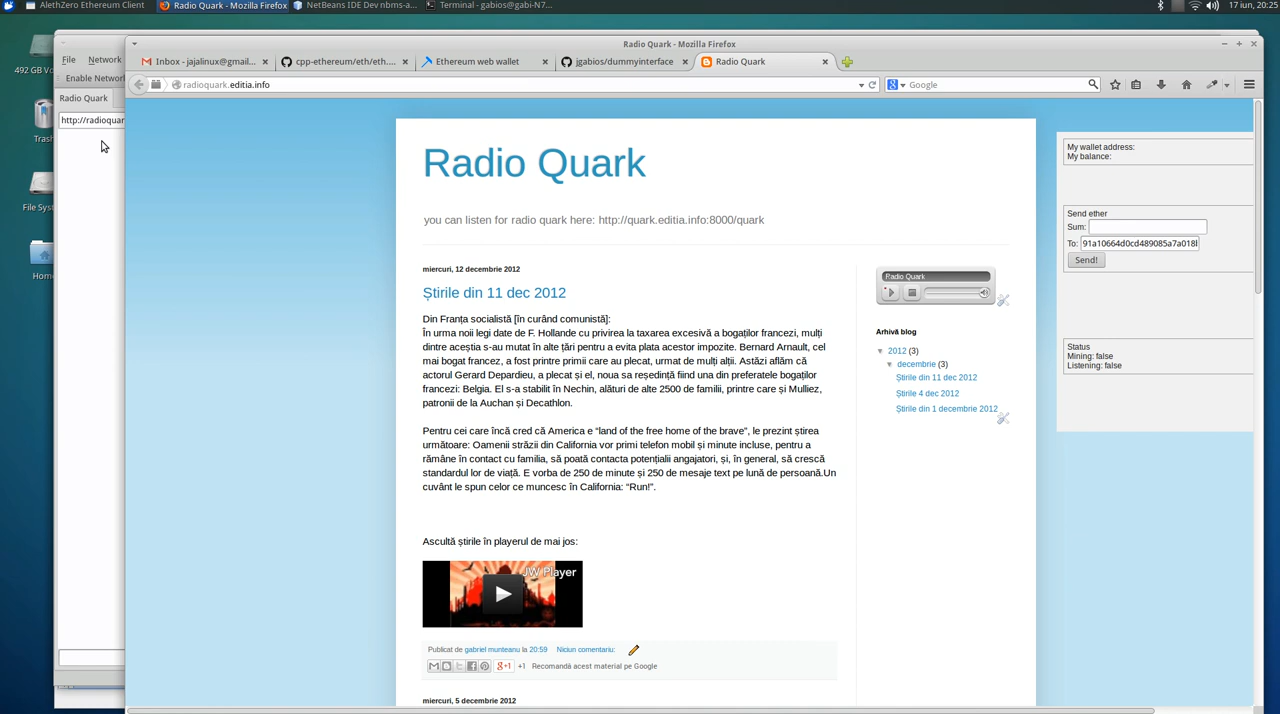 AlethZero Ethereum Client
Radio Quark - Mozilla Firefox
NetBeans IDE Dev nbms-a...
Terminal - gabios@gabi-N7...
17 iun, 20:25
492 GB Vo
Trash
File Sys
Home
File
Network
Enable Network
Radio Quark
http://radioquar
Radio Quark - Mozilla Firefox
Inbox - jajalinux@gmail...
cpp-ethereum/eth/eth....
Ethereum web wallet
jgabios/dummyinterface
Radio Quark
radioquark.editia.info
Google
Radio Quark
you can listen for radio quark here: http://quark.editia.info:8000/quark
miercuri, 12 decembrie 2012
Știrile din 11 dec 2012
Din Franța socialistă [în curând comunistă]:
În urma noii legi date de F. Hollande cu privirea la taxarea excesivă a bogaților francezi, mulți
dintre aceștia s-au mutat în alte țări pentru a evita plata acestor impozite. Bernard Arnault, cel
mai bogat francez, a fost printre primii care au plecat, urmat de mulți alții. Astăzi aflăm că
actorul Gerard Depardieu, a plecat și el, noua sa reședință fiind una din preferatele bogaților
francezi: Belgia. El s-a stabilit în Nechin, alături de alte 2500 de familii, printre care și Mulliez,
patronii de la Auchan și Decathlon.
Pentru cei care încă cred că America e “land of the free home of the brave”, le prezint știrea
următoare: Oamenii străzii din California vor primi telefon mobil și minute incluse, pentru a
rămâne în contact cu familia, să poată contacta potențialii angajatori, și, în general, să crescă
standardul lor de viață. E vorba de 250 de minute și 250 de mesaje text pe lună de persoană.Un
cuvânt le spun celor ce muncesc în California: “Run!”.
Ascultă știrile în playerul de mai jos:
JW Player
Publicat de gabriel munteanu la 20:59 Niciun comentariu:
+1 Recomandă acest material pe Google
miercuri, 5 decembrie 2012
Radio Quark
Arhivă blog
2012 (3)
decembrie (3)
Știrile din 11 dec 2012
Știrile 4 dec 2012
Știrile din 1 decembrie 2012
My wallet address:
My balance:
Send ether
Sum:
To: 91a10664d0cd489085a7a018
Send!
Status
Mining: false
Listening: false